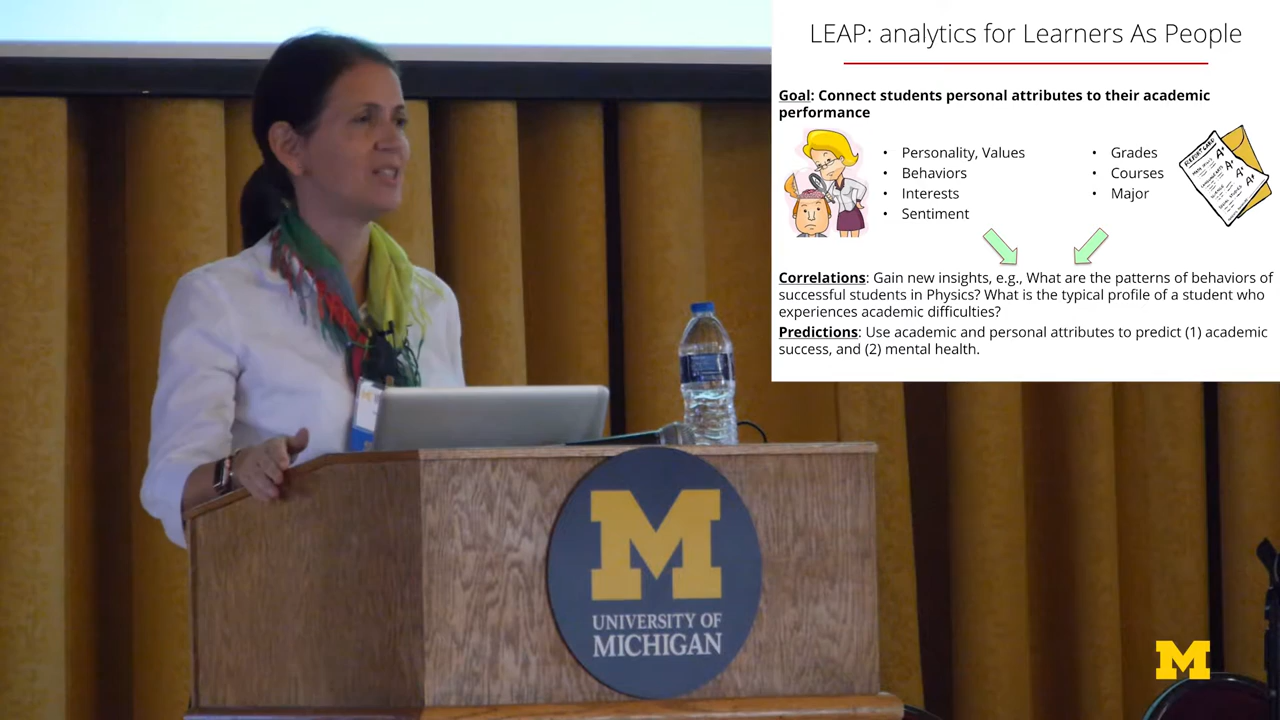 LEAP: analytics for Learners As People
Goal: Connect students personal attributes to their academic
performance
• Personality, Values
• Behaviors
• Interests
• Sentiment
• Grades
• Courses
• Major
Correlations: Gain new insights, e.g., What are the patterns of behaviors of
successful students in Physics? What is the typical profile of a student who
experiences academic difficulties?
Predictions: Use academic and personal attributes to predict (1) academic
success, and (2) mental health.
M
UNIVERSITY OF
MICHIGAN
M